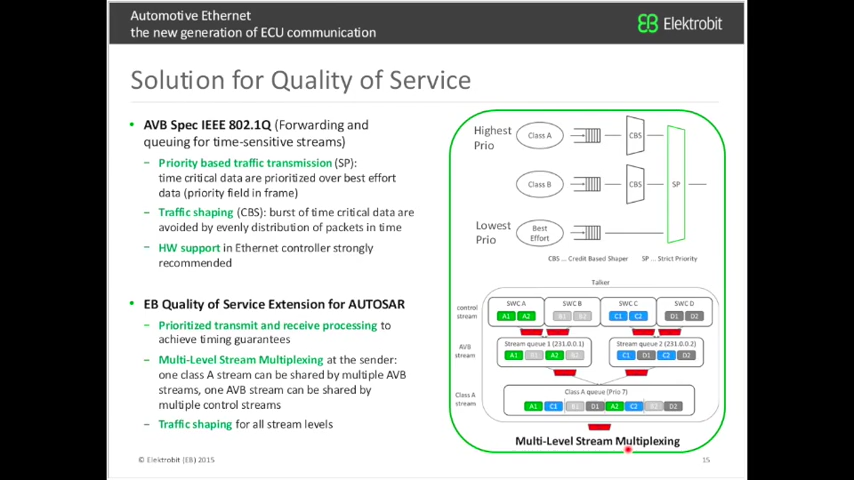 Automotive Ethernet
the new generation of ECU communication
Elektrobit
Solution for Quality of Service
• AVB Spec IEEE 802.1Q (Forwarding and
queuing for time-sensitive streams)
– Priority based traffic transmission (SP):
time critical data are prioritized over best effort
data (priority field in frame)
– Traffic shaping (CBS): burst of time critical data are
avoided by evenly distribution of packets in time
– HW support in Ethernet controller strongly
recommended
• EB Quality of Service Extension for AUTOSAR
– Prioritized transmit and receive processing to
achieve timing guarantees
– Multi-Level Stream Multiplexing at the sender:
one class A stream can be shared by multiple AVB
streams, one AVB stream can be shared by
multiple control streams
– Traffic shaping for all stream levels
Highest
Prio
Class A
CBS
Class B
CBS
SP
Lowest
Prio
Best
Effort
CBS ... Credit Based Shaper SP ... Strict Priority
Talker
control
stream
SWC A SWC B SWC C SWC D
A1 A2 B1 B2 C1 C2 D1 D2
AVB
stream
Stream queue 1 (231.0.0.1) Stream queue 2 (231.0.0.2)
A1 B1 A2 B2 C1 D1 C2 D2
Class A
stream
Class A queue (Prio 7)
A1 C1 B1 D1 A2 C2 B2 D2
Multi-Level Stream Multiplexing
© Elektrobit (EB) 2015
15